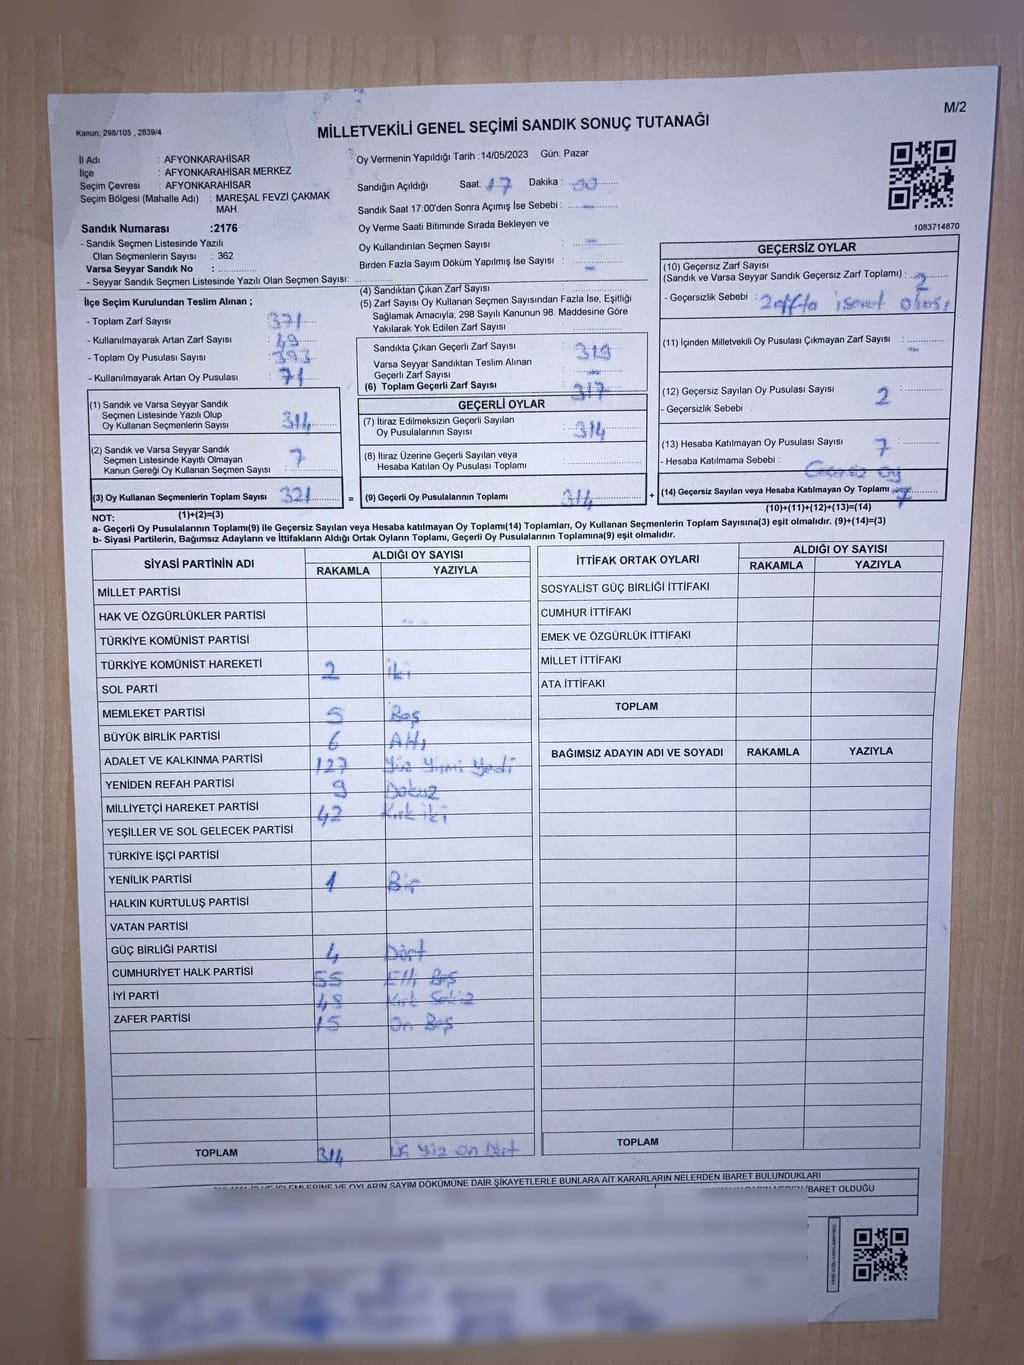 M/2
Kanun; 298/105 , 2839/4
MİLLETVEKİLİ GENEL SEÇİMİ SANDIK SONUÇ TUTANAĞI
İl Adı : AFYONKARAHİSAR
İlçe : AFYONKARAHİSAR MERKEZ
Seçim Çevresi : AFYONKARAHİSAR
Seçim Bölgesi (Mahalle Adı) : MAREŞAL FEVZİ ÇAKMAK
MAH
Sandık Numarası :2176
- Sandık Seçmen Listesinde Yazılı
Olan Seçmenlerin Sayısı : 362
Varsa Seyyar Sandık No :
- Seyyar Sandık Seçmen Listesinde Yazılı Olan Seçmen Sayısı:
Oy Vermenin Yapıldığı Tarih :14/05/2023 Gün: Pazar
Sandığın Açıldığı Saat: 17 Dakika : 00
Sandık Saat 17:00'den Sonra Açımış İse Sebebi :
Oy Verme Saati Bitiminde Sırada Bekleyen ve
Oy Kullandırılan Seçmen Sayısı :
Birden Fazla Sayım Döküm Yapılmış İse Sayısı :
1083714870
İlçe Seçim Kurulundan Teslim Alınan ;
- Toplam Zarf Sayısı : 371
- Kullanılmayarak Artan Zarf Sayısı : 49
- Toplam Oy Pusulası Sayısı : 393
- Kullanılmayarak Artan Oy Pusulası : 71
(1) Sandık ve Varsa Seyyar Sandık
Seçmen Listesinde Yazılı Olup
Oy Kullanan Seçmenlerin Sayısı : 314
(2) Sandık ve Varsa Seyyar Sandık
Seçmen Listesinde Kayıtlı Olmayan
Kanun Gereği Oy Kullanan Seçmen Sayısı : 7
(3) Oy Kullanan Seçmenlerin Toplam Sayısı : 321 =
(1)+(2)=(3)
(4) Sandıktan Çıkan Zarf Sayısı :
(5) Zarf Sayısı Oy Kullanan Seçmen Sayısından Fazla İse, Eşitliği
Sağlamak Amacıyla, 298 Sayılı Kanunun 98. Maddesine Göre
Yakılarak Yok Edilen Zarf Sayısı :
Sandıkta Çıkan Geçerli Zarf Sayısı : 319
Varsa Seyyar Sandıktan Teslim Alınan
Geçerli Zarf Sayısı :
(6) Toplam Geçerli Zarf Sayısı : 317
GEÇERLİ OYLAR
(7) İtiraz Edilmeksizin Geçerli Sayılan
Oy Pusulalarının Sayısı : 314
(8) İtiraz Üzerine Geçerli Sayılan veya
Hesaba Katılan Oy Pusulası Toplamı :
(9) Geçerli Oy Pusulalarının Toplamı : 314 +
GEÇERSİZ OYLAR
(10) Geçersiz Zarf Sayısı
(Sandık ve Varsa Seyyar Sandık Geçersiz Zarf Toplamı) : 2
- Geçersizlik Sebebi :
(11) İçinden Milletvekili Oy Pusulası Çıkmayan Zarf Sayısı :
(12) Geçersiz Sayılan Oy Pusulası Sayısı : 2
- Geçersizlik Sebebi :
(13) Hesaba Katılmayan Oy Pusulası Sayısı : 7
- Hesaba Katılmama Sebebi : Geçersiz oy
(14) Geçersiz Sayılan veya Hesaba Katılmayan Oy Toplamı 7
(10)+(11)+(12)+(13)=(14)
NOT:
a- Geçerli Oy Pusulalarının Toplamı(9) ile Geçersiz Sayılan veya Hesaba katılmayan Oy Toplamı(14) Toplamları, Oy Kullanan Seçmenlerin Toplam Sayısına(3) eşit olmalıdır. (9)+(14)=(3)
b- Siyasi Partilerin, Bağımsız Adayların ve İttifakların Aldığı Ortak Oyların Toplamı, Geçerli Oy Pusulalarının Toplamına(9) eşit olmalıdır.
SİYASİ PARTİNİN ADI ALDIĞI OY SAYISI
RAKAMLA YAZIYLA
MİLLET PARTİSİ
HAK VE ÖZGÜRLÜKLER PARTİSİ
TÜRKİYE KOMÜNİST PARTİSİ
TÜRKİYE KOMÜNİST HAREKETİ 2 iki
SOL PARTİ
MEMLEKET PARTİSİ 5 Beş
BÜYÜK BİRLİK PARTİSİ 6 Altı
ADALET VE KALKINMA PARTİSİ 127 Yüz Yirmi Yedi
YENİDEN REFAH PARTİSİ 9 Dokuz
MİLLİYETÇİ HAREKET PARTİSİ 42 Kırk iki
YEŞİLLER VE SOL GELECEK PARTİSİ
TÜRKİYE İŞÇİ PARTİSİ
YENİLİK PARTİSİ 1 Bir
HALKIN KURTULUŞ PARTİSİ
VATAN PARTİSİ
GÜÇ BİRLİĞİ PARTİSİ 4 Dört
CUMHURİYET HALK PARTİSİ 55 Elli Beş
İYİ PARTİ 48 Kırk Sekiz
ZAFER PARTİSİ 15 On Beş
TOPLAM 314 Üç Yüz On Dört
İTTİFAK ORTAK OYLARI ALDIĞI OY SAYISI
RAKAMLA YAZIYLA
SOSYALİST GÜÇ BİRLİĞİ İTTİFAKI
CUMHUR İTTİFAKI
EMEK VE ÖZGÜRLÜK İTTİFAKI
MİLLET İTTİFAKI
ATA İTTİFAKI
TOPLAM
BAĞIMSIZ ADAYIN ADI VE SOYADI RAKAMLA YAZIYLA
TOPLAM
İŞLEMLERİNE VE OYLARIN SAYIM DÖKÜMÜNE DAİR ŞİKAYETLERLE BUNLARA AİT KARARLARIN NELERDEN İBARET BULUNDUKLARI
İBARET OLDUĞU